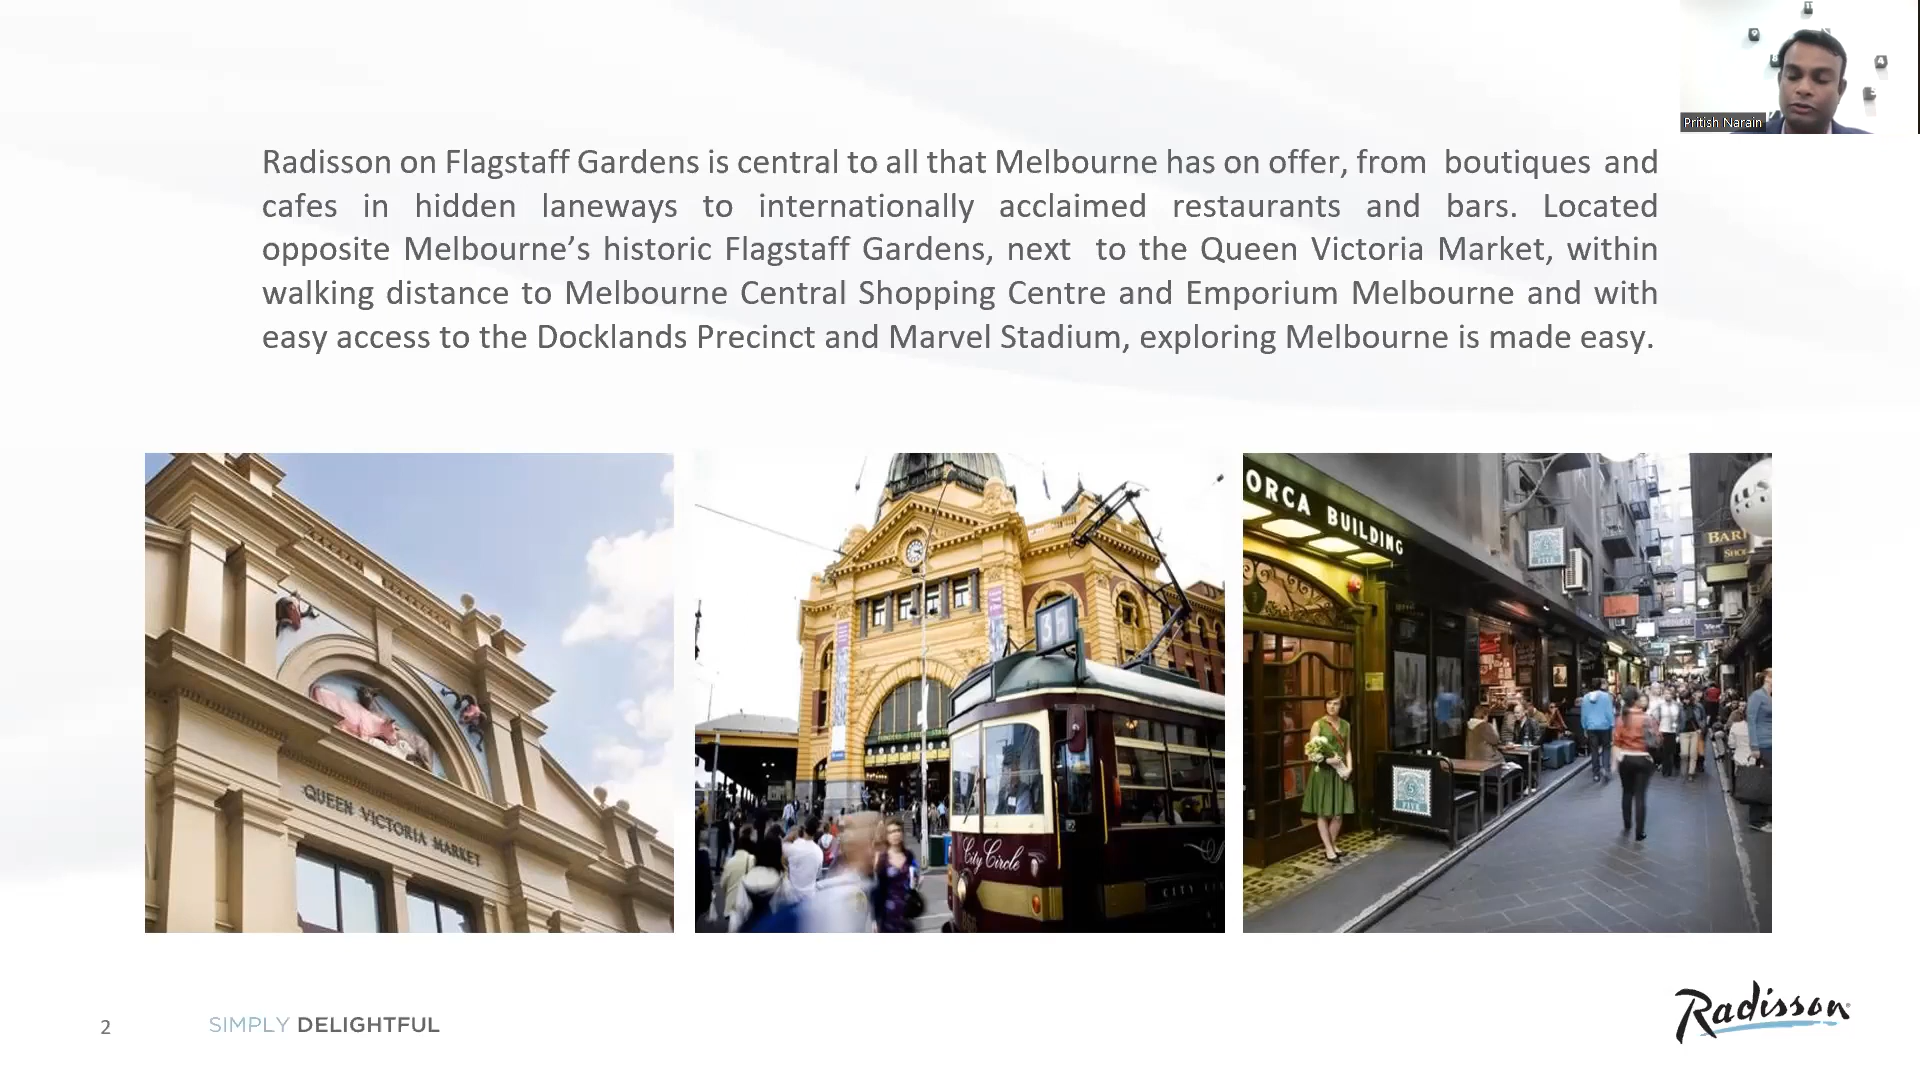 Pritish Narain
Radisson on Flagstaff Gardens is central to all that Melbourne has on offer, from boutiques and
cafes in hidden laneways to internationally acclaimed restaurants and bars. Located
opposite Melbourne’s historic Flagstaff Gardens, next to the Queen Victoria Market, within
walking distance to Melbourne Central Shopping Centre and Emporium Melbourne and with
easy access to the Docklands Precinct and Marvel Stadium, exploring Melbourne is made easy.
QUEEN VICTORIA MARKET
35
City Circle
ORCA BUILDING
5
FIVE
2
SIMPLY DELIGHTFUL
Radisson